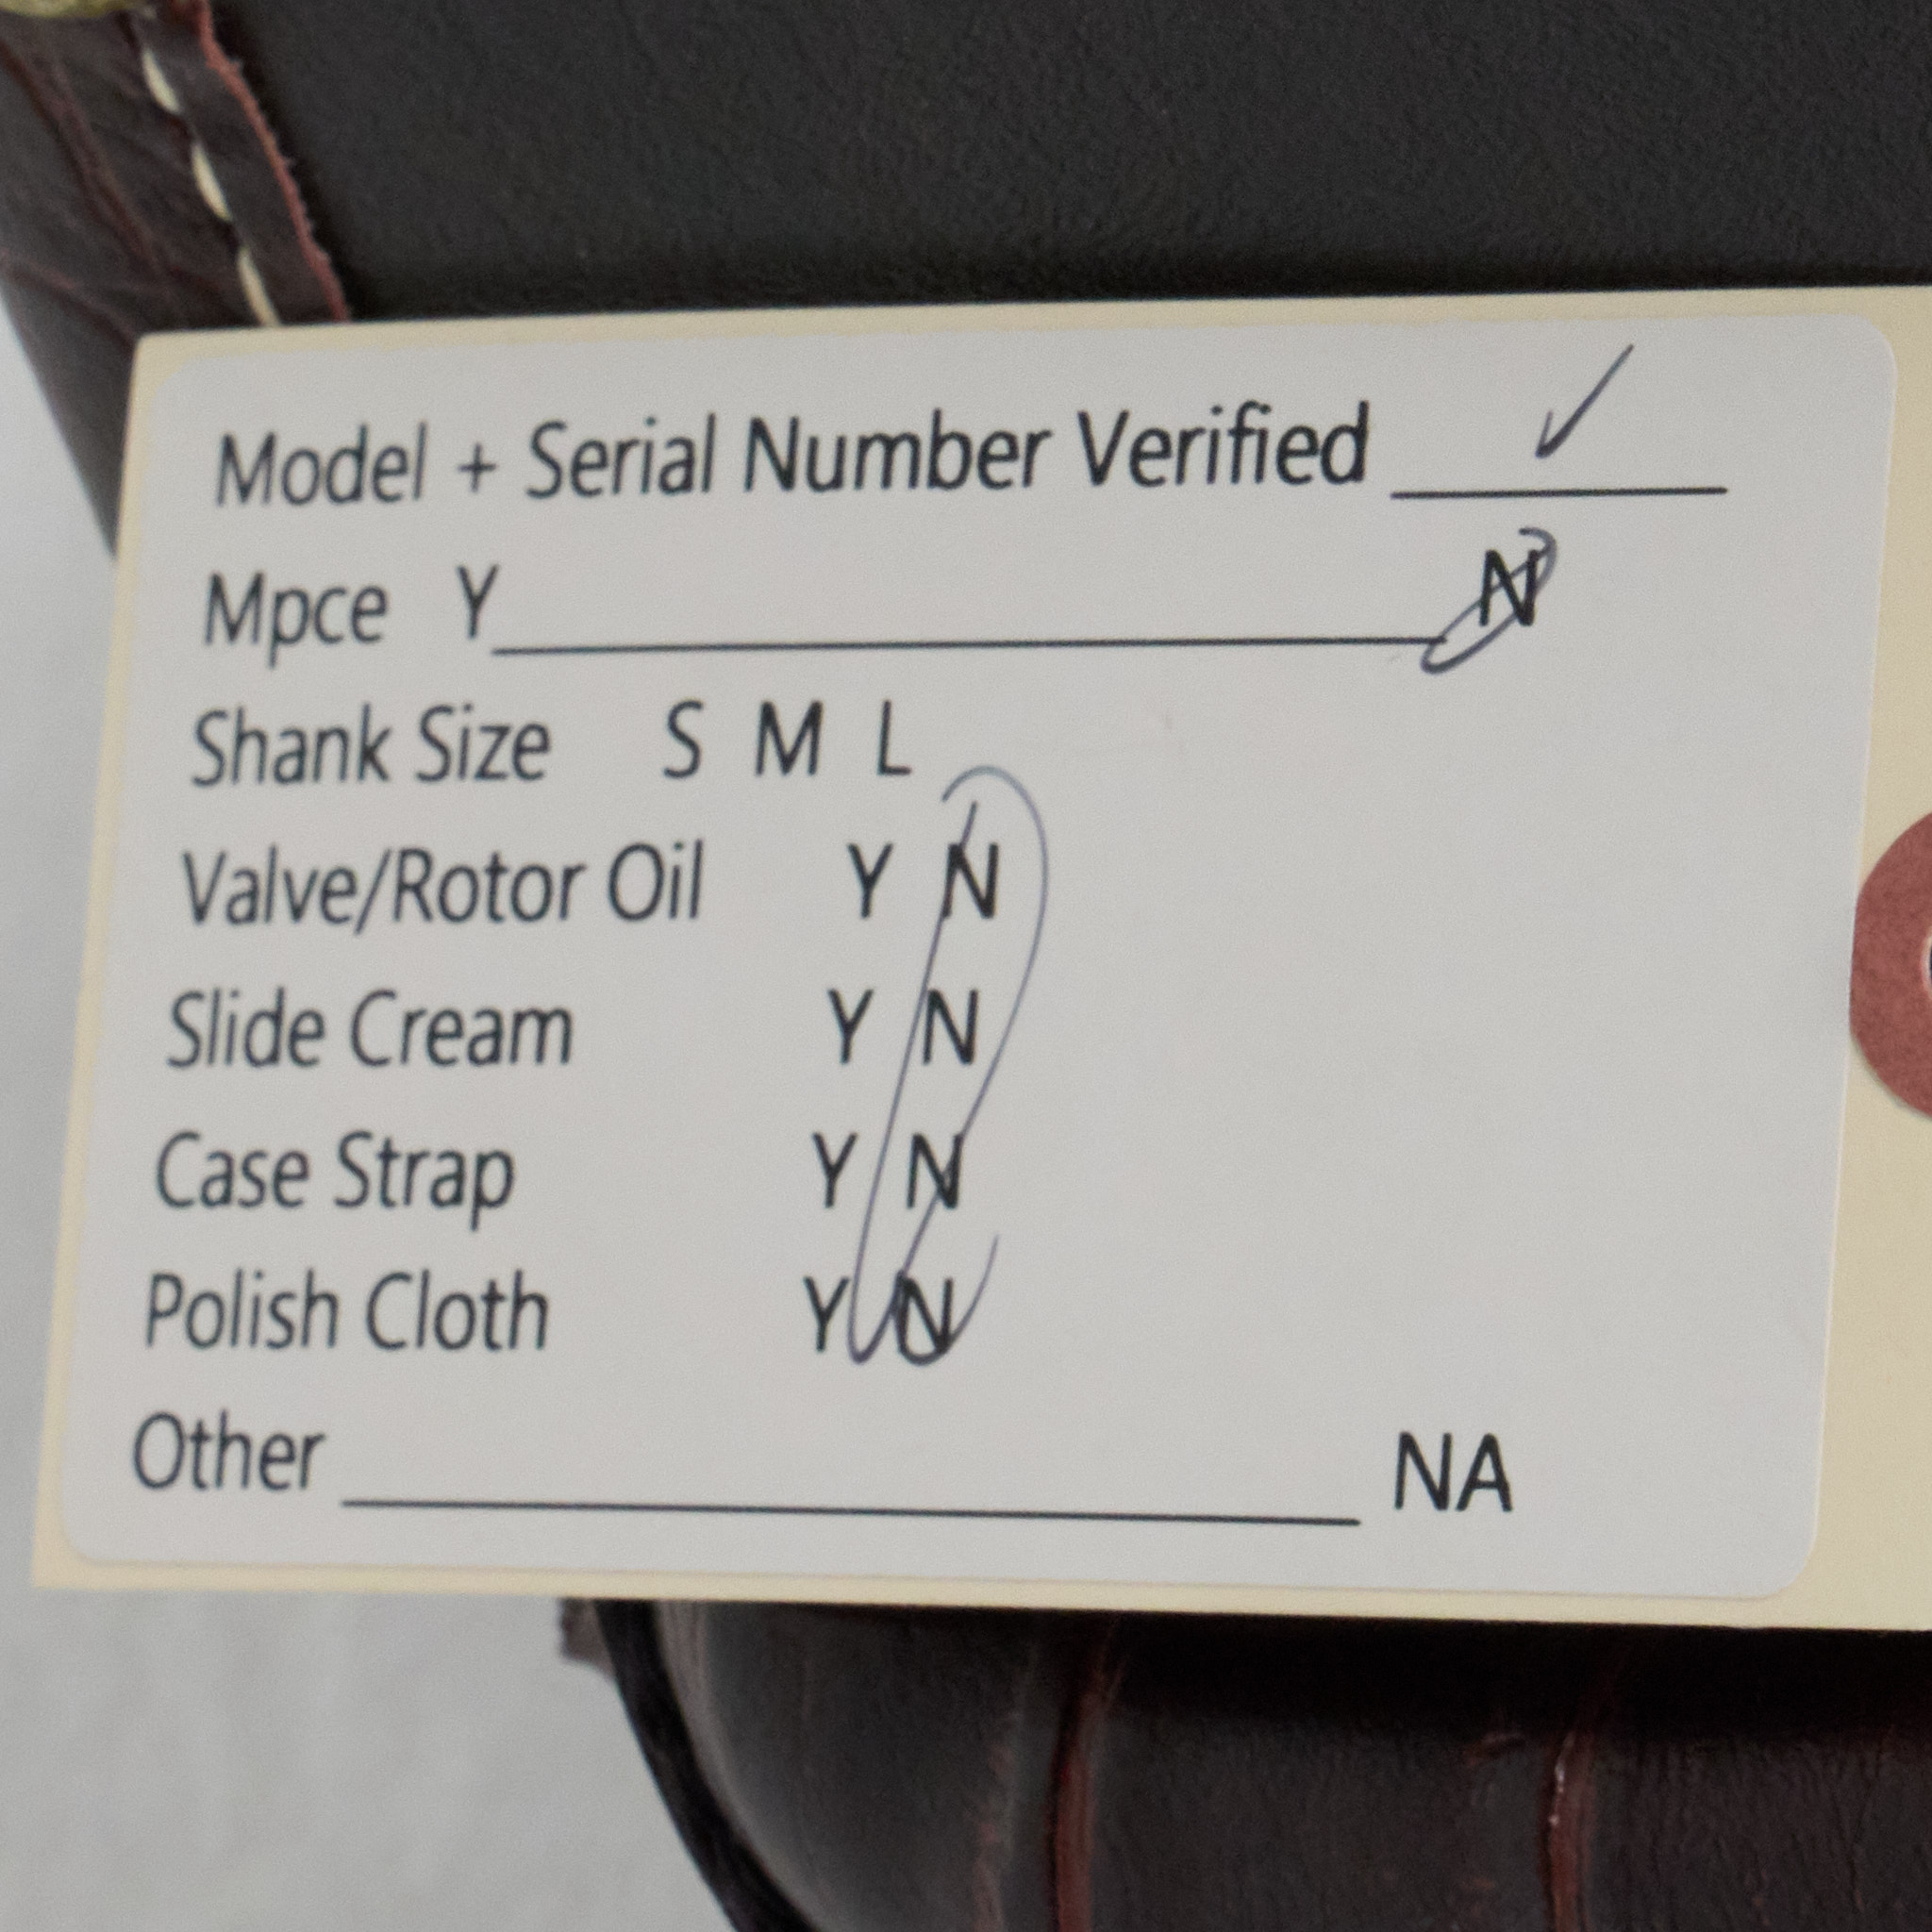 Model + Serial Number Verified ✓
Mpce Y N
Shank Size S M L
Valve/Rotor Oil Y N
Slide Cream Y N
Case Strap Y N
Polish Cloth Y N
Other NA